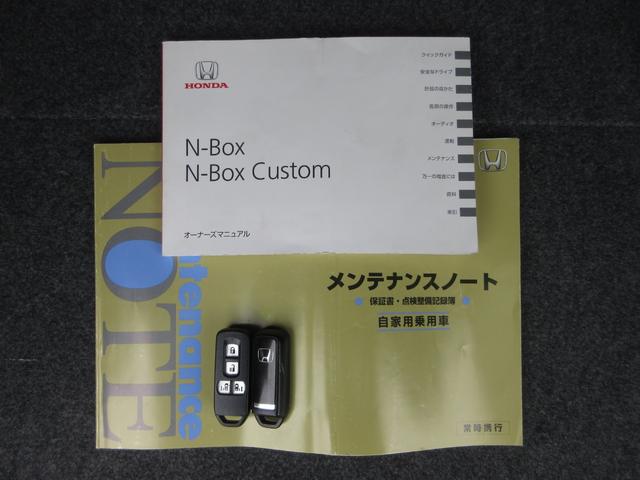 HONDA
N-Box
N-Box Custom
オーナーズマニュアル
クイックガイド
安全なドライブ
計器の見かた
各部の操作
オーディオ
運転
メンテナンス
万一の場合には
資料
索引
Maintenance
NOTE
メンテナンスノート
保証書・点検整備記録簿
自家用乗用車
常時携行